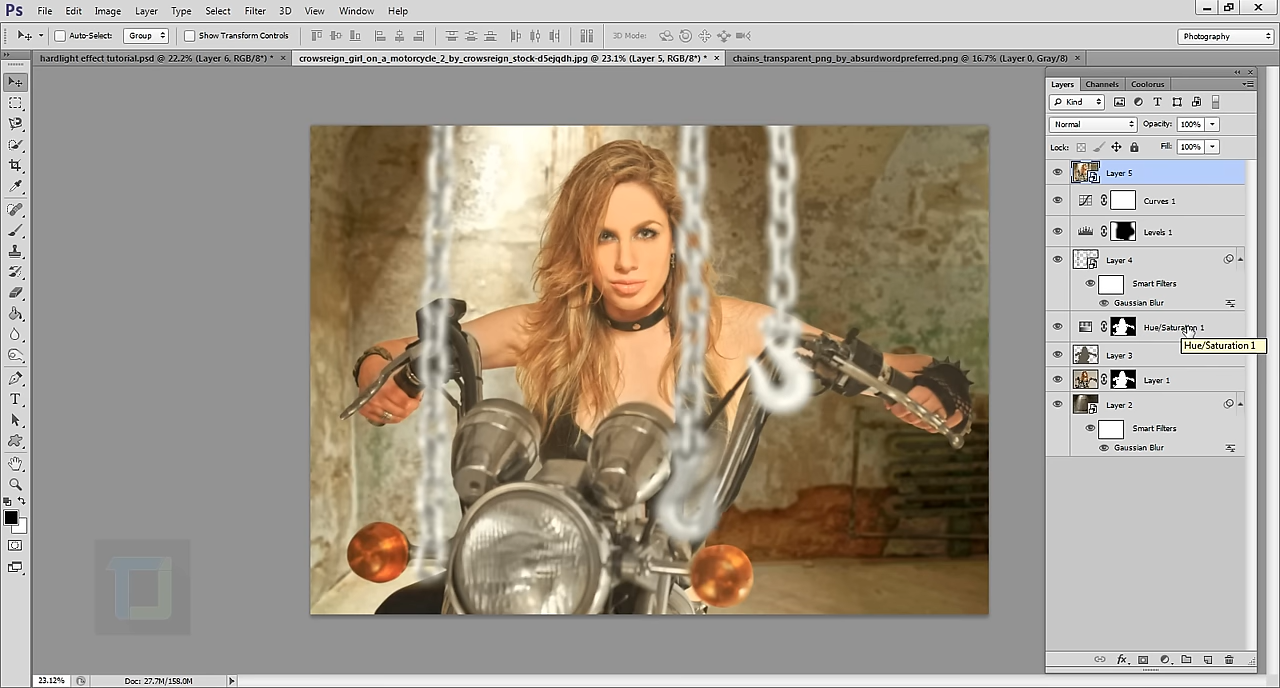 Ps File Edit Image Layer Type Select Filter 3D View Window Help
Auto-Select: Group Show Transform Controls 3D Mode: Photography
hardlight effect tutorial.psd @ 22.2% (Layer 6, RGB/8*) * × crowsreign_girl_on_a_motorcycle_2_by_crowsreign_stock-d5ejqdh.jpg @ 23.1% (Layer 5, RGB/8*) * × chains_transparent_png_by_absurdwordpreferred.png @ 16.7% (Layer 0, Gray/8) ×
Layers Channels Coolorus
Kind
Normal Opacity: 100%
Lock: Fill: 100%
Layer 5
Curves 1
Levels 1
Layer 4
Smart Filters
Gaussian Blur
Hue/Saturation 1
Hue/Saturation 1
Layer 3
Layer 1
Layer 2
Smart Filters
Gaussian Blur
23.12% Doc: 27.7M/158.0M